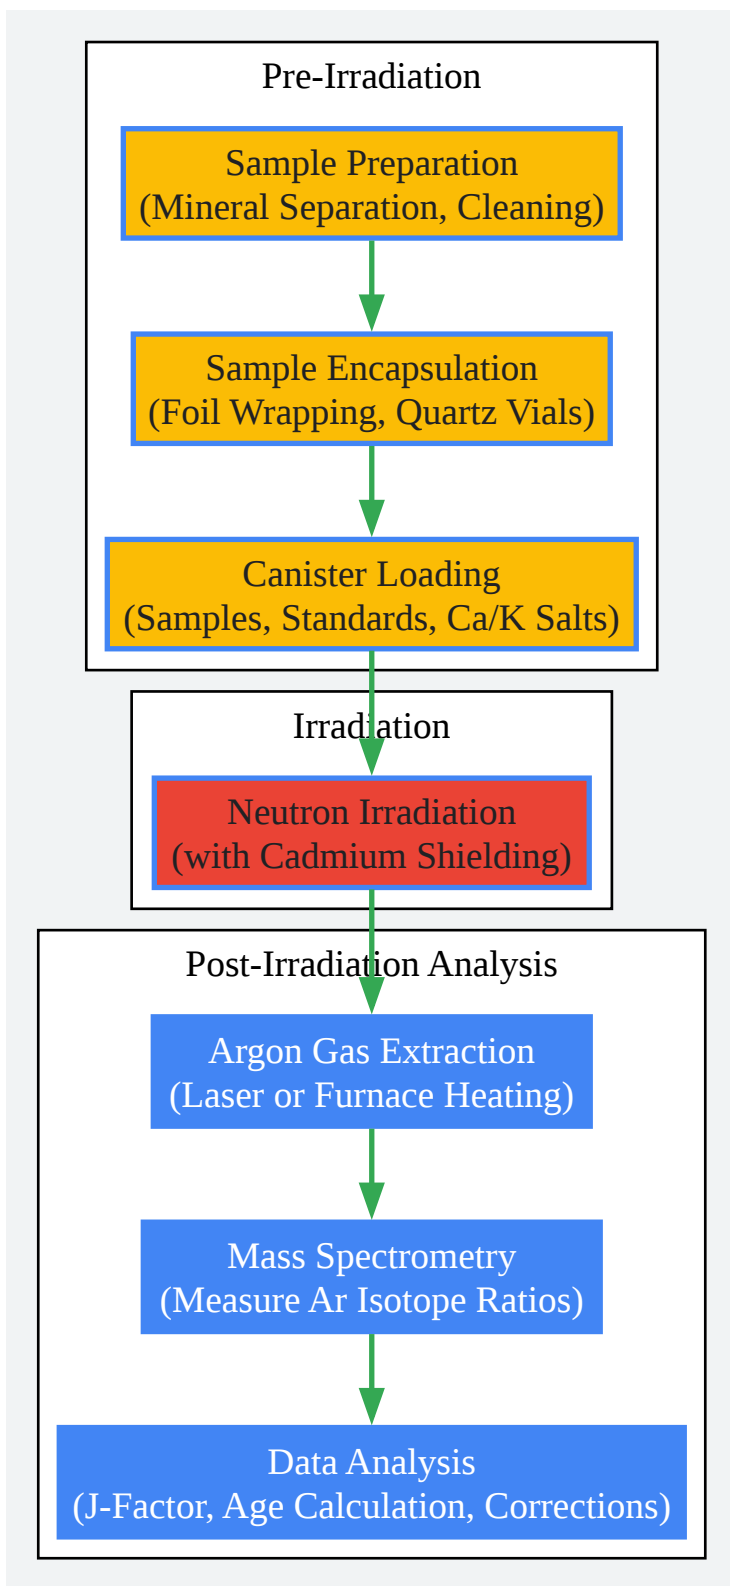 Pre-Irradiation
Sample Preparation
(Mineral Separation, Cleaning)
Sample Encapsulation
(Foil Wrapping, Quartz Vials)
Canister Loading
(Samples, Standards, Ca/K Salts)
Irradiation
Neutron Irradiation
(with Cadmium Shielding)
Post-Irradiation Analysis
Argon Gas Extraction
(Laser or Furnace Heating)
Mass Spectrometry
(Measure Ar Isotope Ratios)
Data Analysis
(J-Factor, Age Calculation, Corrections)